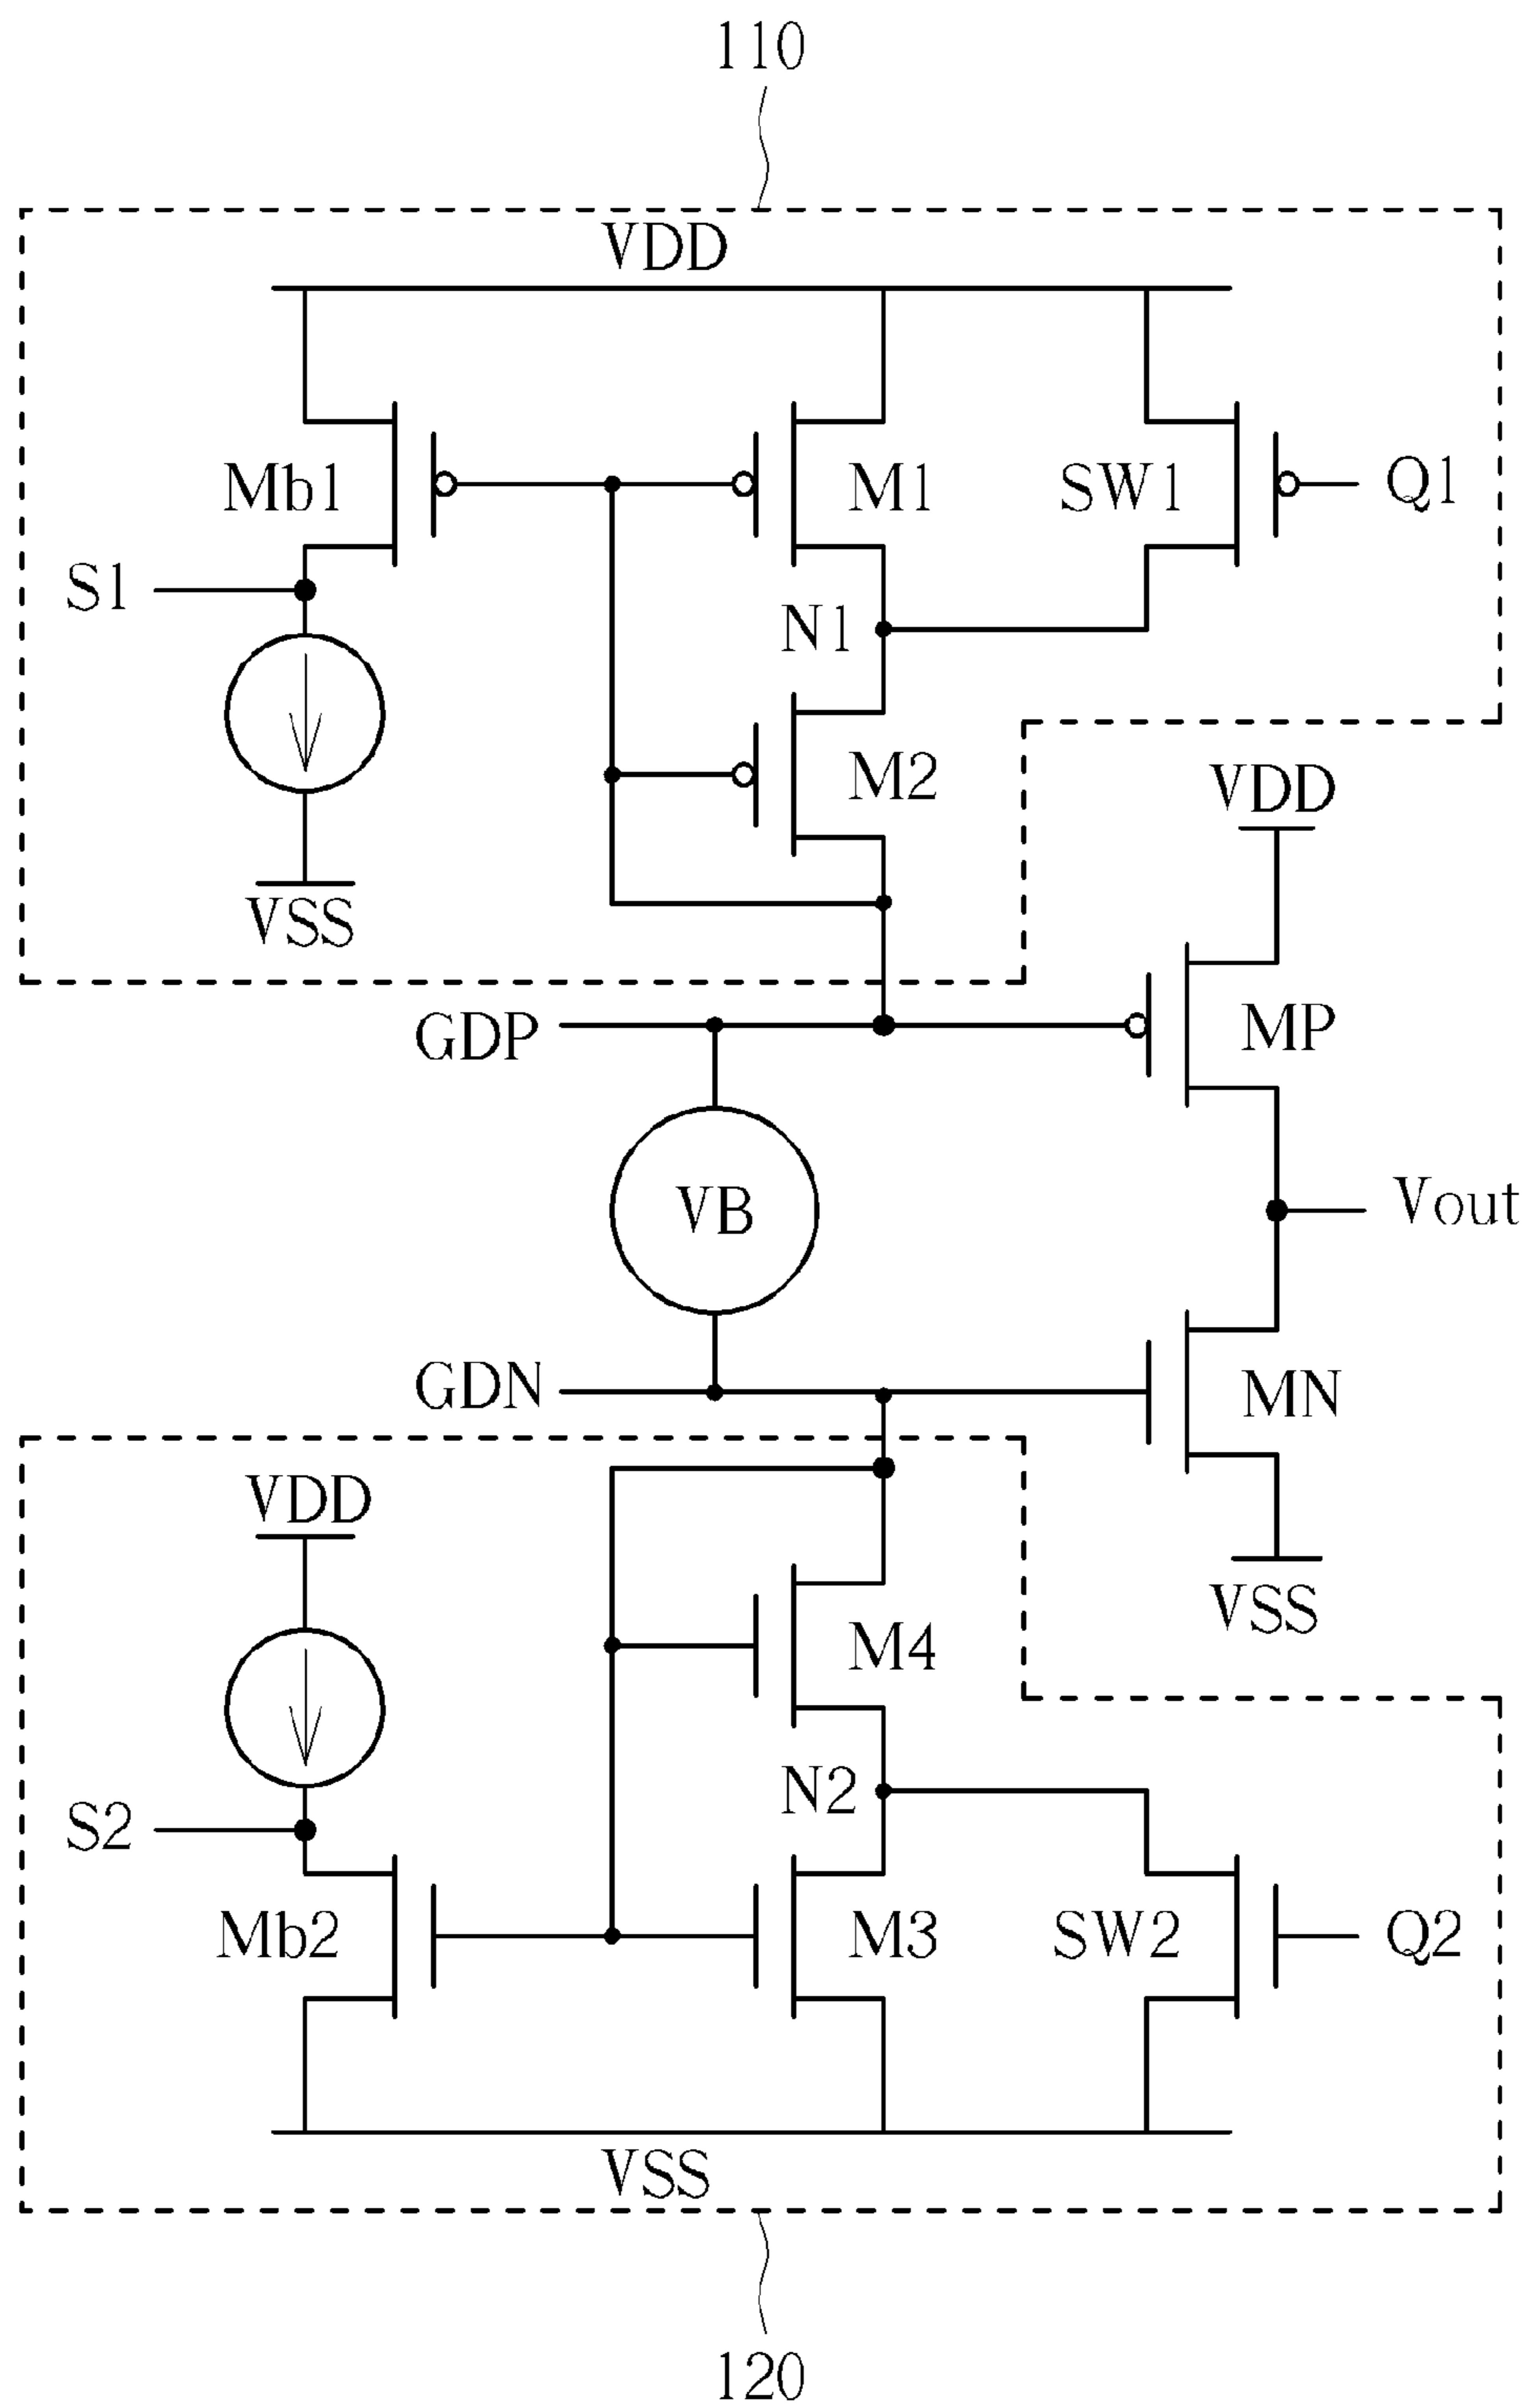 110
VDD
Mb1
M1
SW1
Q1
S1
N1
M2
VDD
VSS
GDP
MP
VB
Vout
GDN
MN
VDD
VSS
M4
N2
S2
Mb2
M3
SW2
Q2
VSS
120